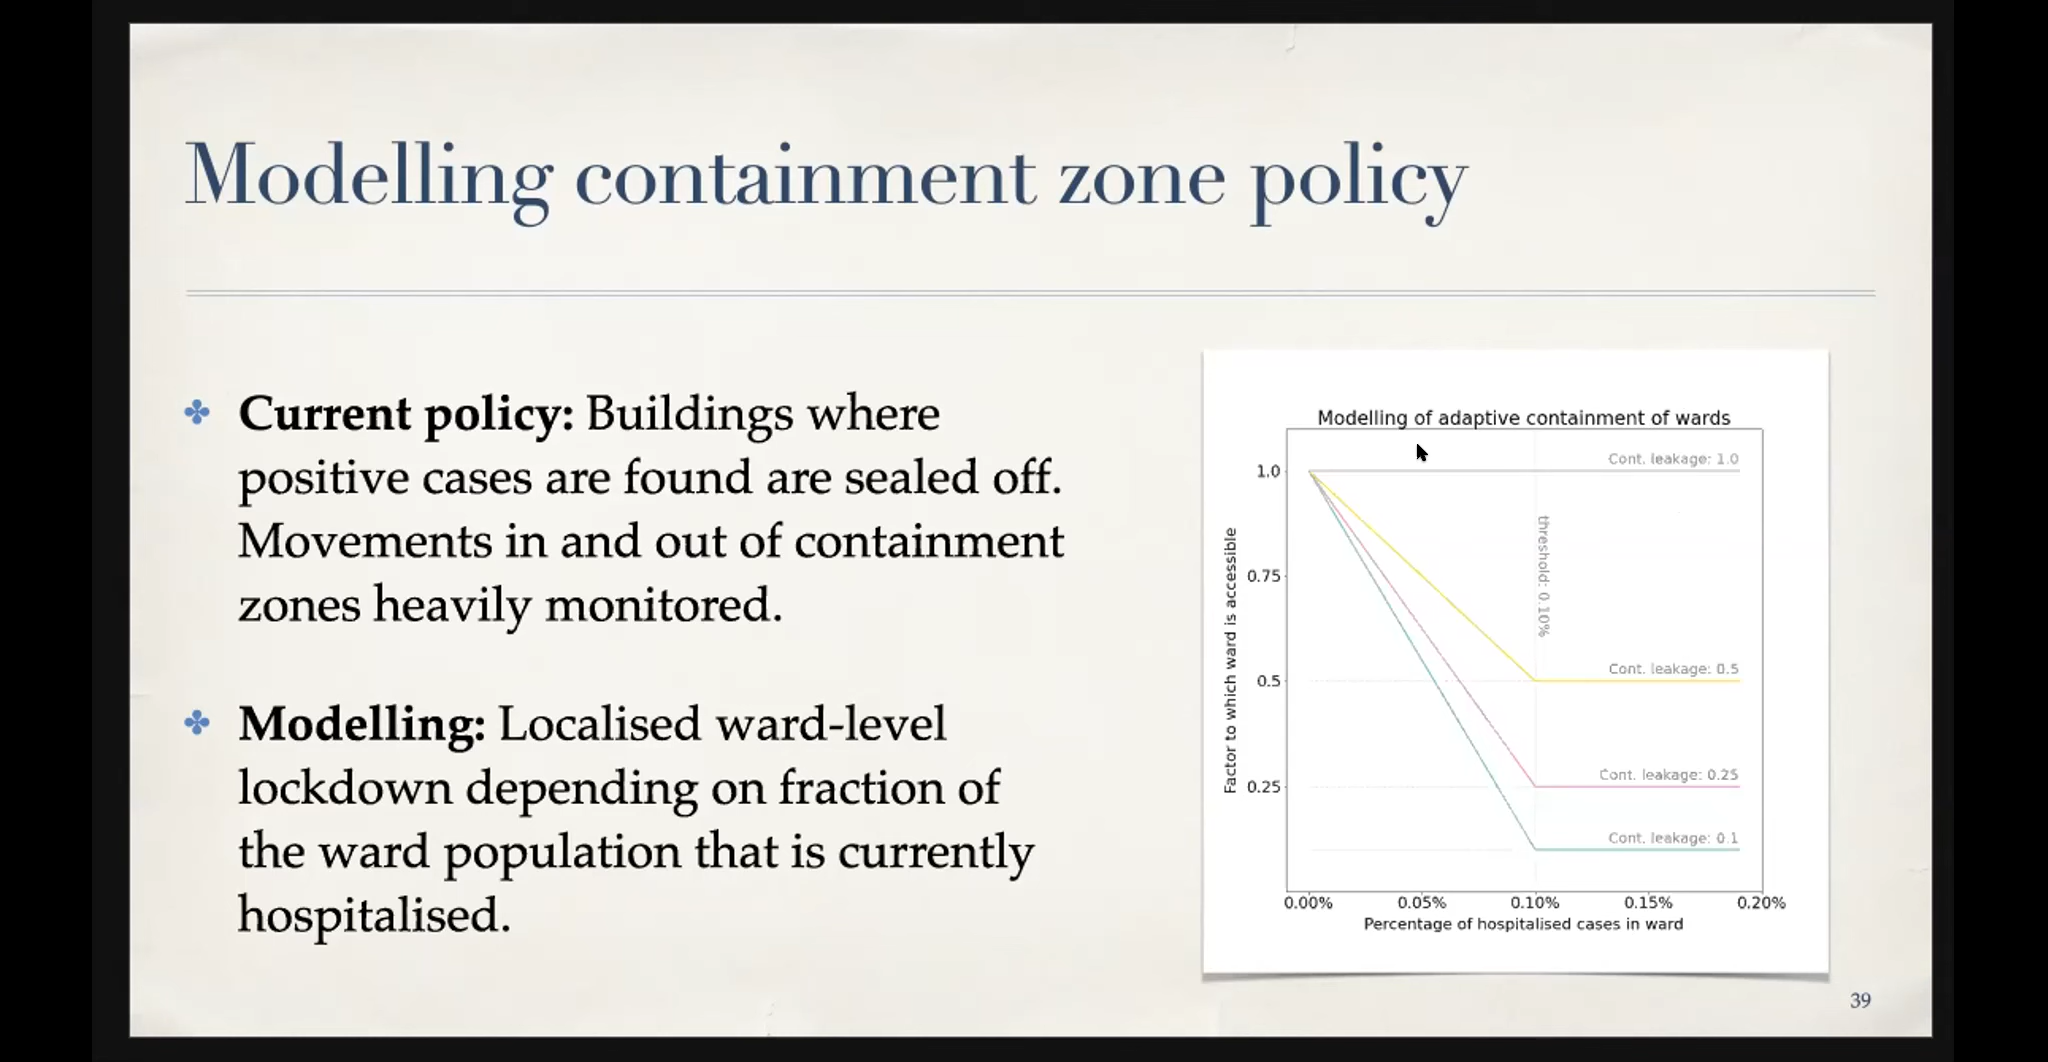 Modelling containment zone policy
Current policy: Buildings where
positive cases are found are sealed off.
Movements in and out of containment
zones heavily monitored.
Modelling: Localised ward-level
lockdown depending on fraction of
the ward population that is currently
hospitalised.
Modelling of adaptive containment of wards
Cont. leakage: 1.0
1.0
threshold: 0.10%
0.75
Factor to which ward is accessible
Cont. leakage: 0.5
0.5
Cont. leakage: 0.25
0.25
Cont. leakage: 0.1
0.00% 0.05% 0.10% 0.15% 0.20%
Percentage of hospitalised cases in ward
39